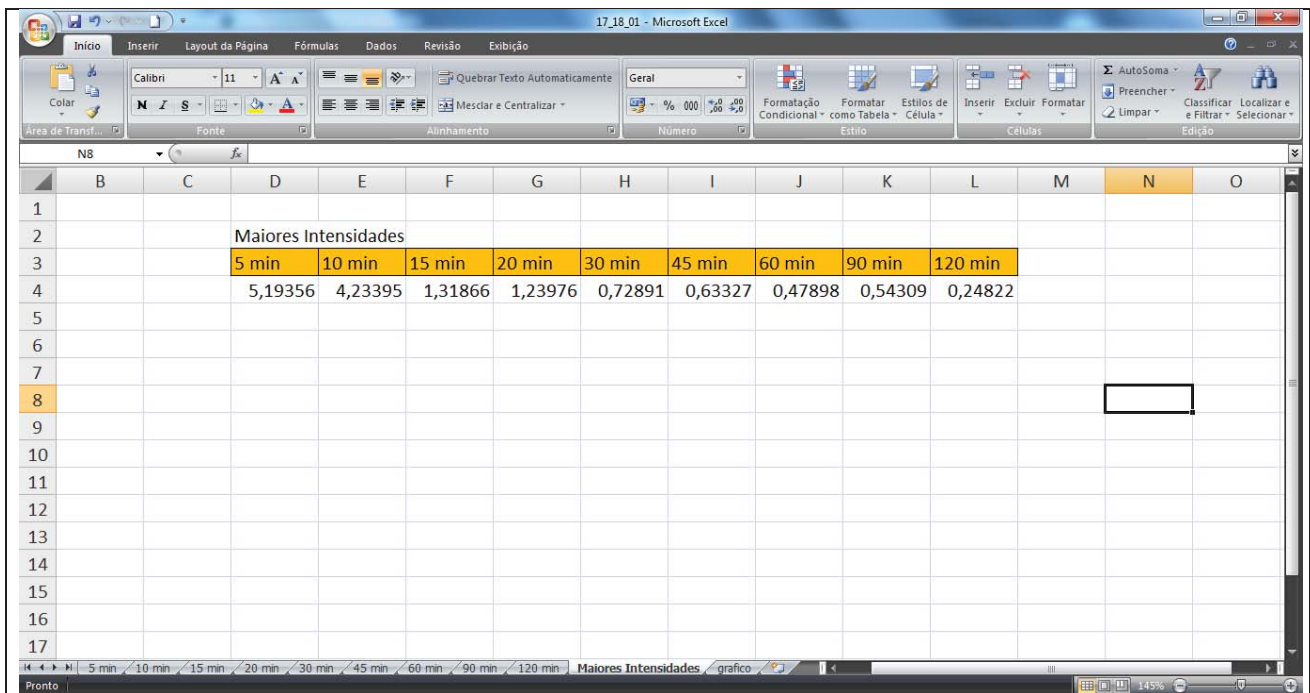 17_18_01 - Microsoft Excel
Início Inserir Layout da Página Fórmulas Dados Revisão Exibição
Colar
Calibri 11
N I S
Quebrar Texto Automaticamente
Mesclar e Centralizar
Geral
% 000
Formatação Condicional
Formatar como Tabela
Estilos de Célula
Inserir Excluir Formatar
Σ AutoSoma
Preencher
Limpar
Classificar e Filtrar
Localizar e Selecionar
Área de Transf... Fonte Alinhamento Número Estilo Células Edição
N8 fx
B C D E F G H I J K L M N O
1
2 Maiores Intensidades
3 5 min 10 min 15 min 20 min 30 min 45 min 60 min 90 min 120 min
4 5,19356 4,23395 1,31866 1,23976 0,72891 0,63327 0,47898 0,54309 0,24822
5
6
7
8
9
10
11
12
13
14
15
16
17
5 min 10 min 15 min 20 min 30 min 45 min 60 min 90 min 120 min Maiores Intensidades grafico
Pronto 145%